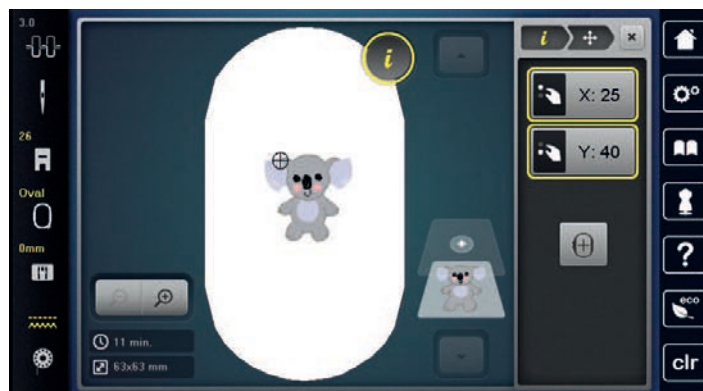 3.0
i
i
X: 25
26
Y: 40
Oval
0mm
?
11 min.
eco
63x63 mm
clr